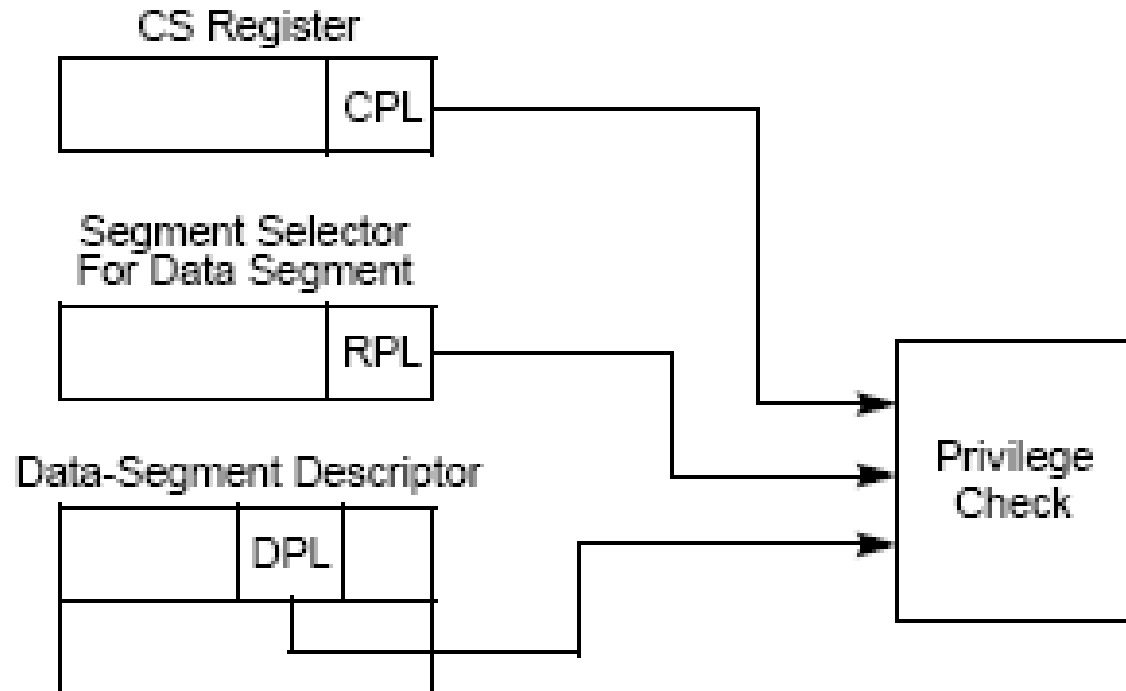 CS Register
CPL
Segment Selector
For Data Segment
RPL
Data-Segment Descriptor
DPL
Privilege
Check